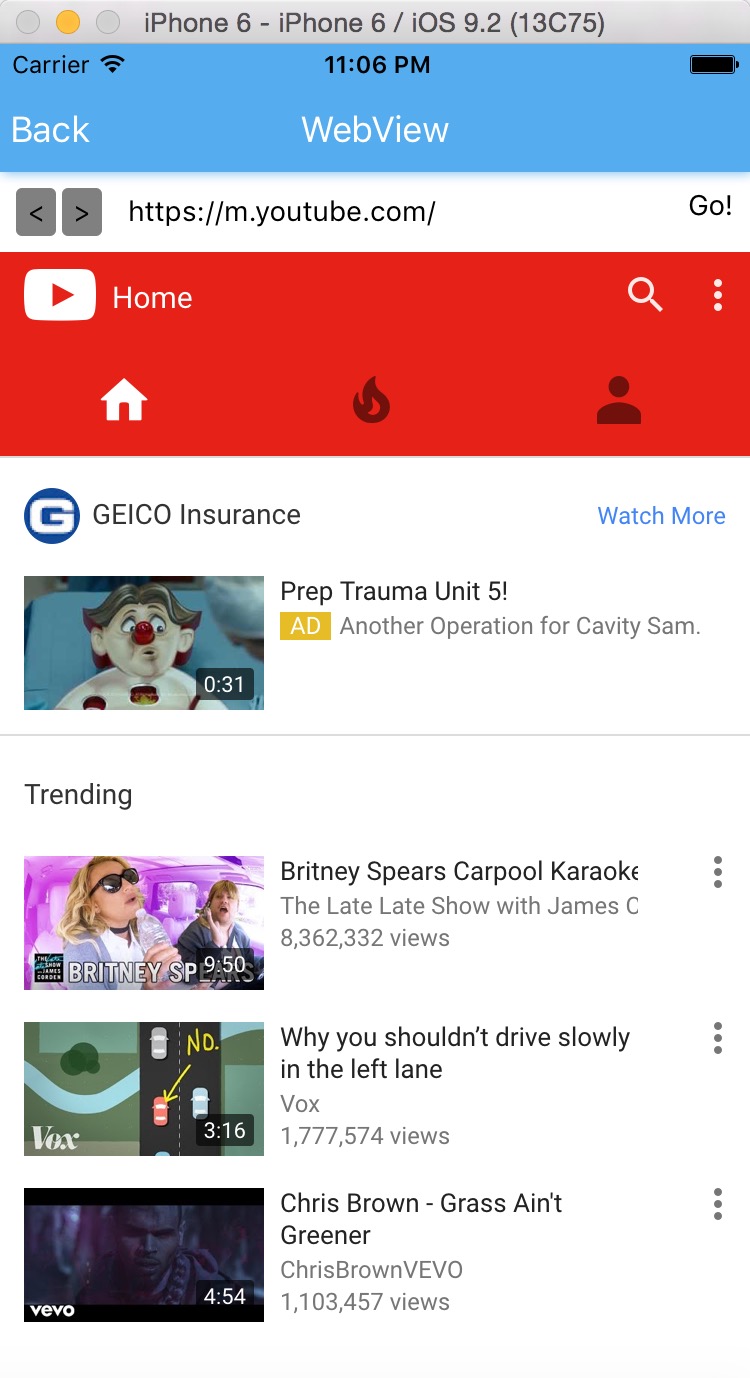 iPhone 6 - iPhone 6 / iOS 9.2 (13C75)
Carrier 11:06 PM
Back WebView
< > https://m.youtube.com/ Go!
Home
G GEICO Insurance Watch More
Prep Trauma Unit 5!
AD Another Operation for Cavity Sam.
0:31
Trending
Britney Spears Carpool Karaoke
The Late Late Show with James C
8,362,332 views
THE LATE LATE SHOW WITH JAMES CORDEN BRITNEY SPEARS
9:50
Why you shouldn’t drive slowly
in the left lane
Vox
1,777,574 views
NO.
Vox 3:16
Chris Brown - Grass Ain't
Greener
ChrisBrownVEVO
1,103,457 views
vevo 4:54